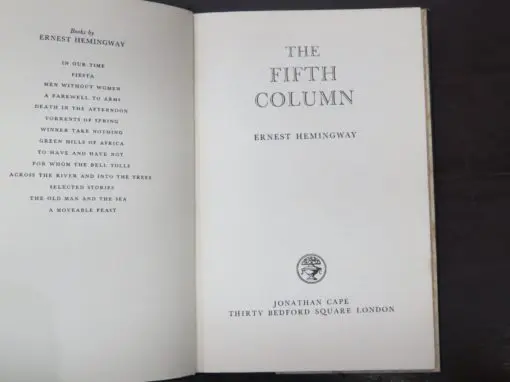 Books by
ERNEST HEMINGWAY
IN OUR TIME
FIESTA
MEN WITHOUT WOMEN
A FAREWELL TO ARMS
DEATH IN THE AFTERNOON
TORRENTS OF SPRING
WINNER TAKE NOTHING
GREEN HILLS OF AFRICA
TO HAVE AND HAVE NOT
FOR WHOM THE BELL TOLLS
ACROSS THE RIVER AND INTO THE TREES
SELECTED STORIES
THE OLD MAN AND THE SEA
A MOVEABLE FEAST
THE
FIFTH
COLUMN
ERNEST HEMINGWAY
JONATHAN CAPE
THIRTY BEDFORD SQUARE LONDON